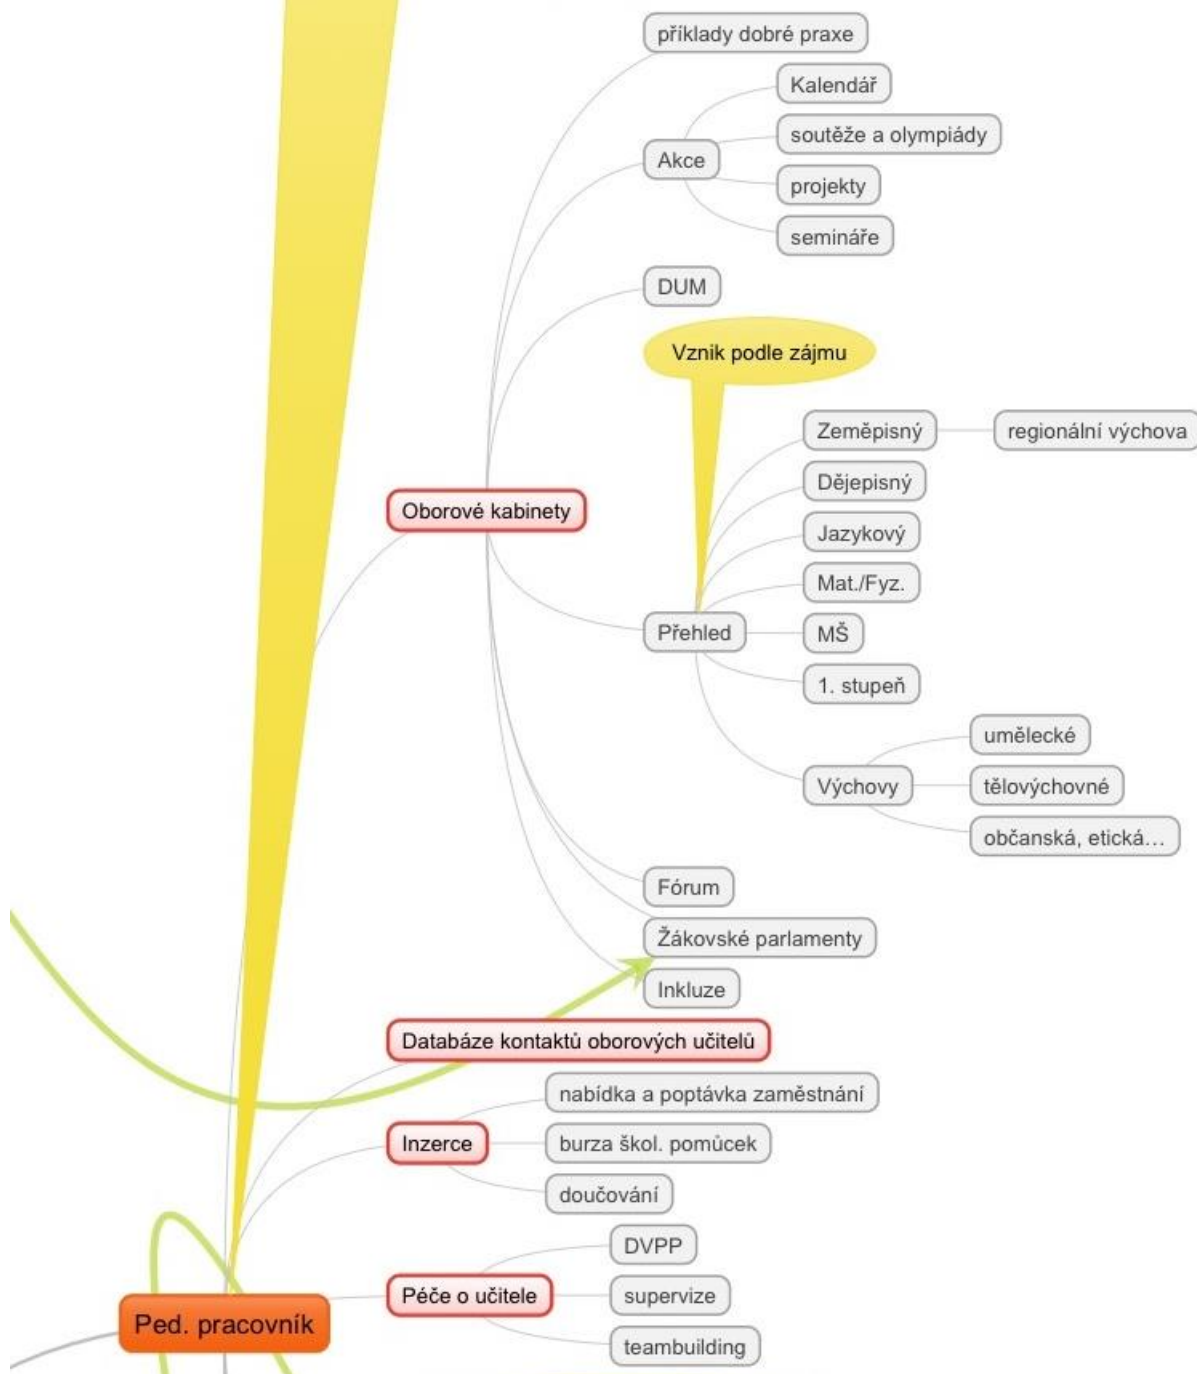 příklady dobré praxe
Kalendář
soutěže a olympiády
Akce
projekty
semináře
DUM
Vznik podle zájmu
Zeměpisný
regionální výchova
Dějepisný
Oborové kabinety
Jazykový
Mat./Fyz.
Přehled
MŠ
1. stupeň
umělecké
Výchovy
tělovýchovné
občanská, etická…
Fórum
Žákovské parlamenty
Inkluze
Databáze kontaktů oborových učitelů
nabídka a poptávka zaměstnání
Inzerce
burza škol. pomůcek
doučování
DVPP
Péče o učitele
supervize
Ped. pracovník
teambuilding